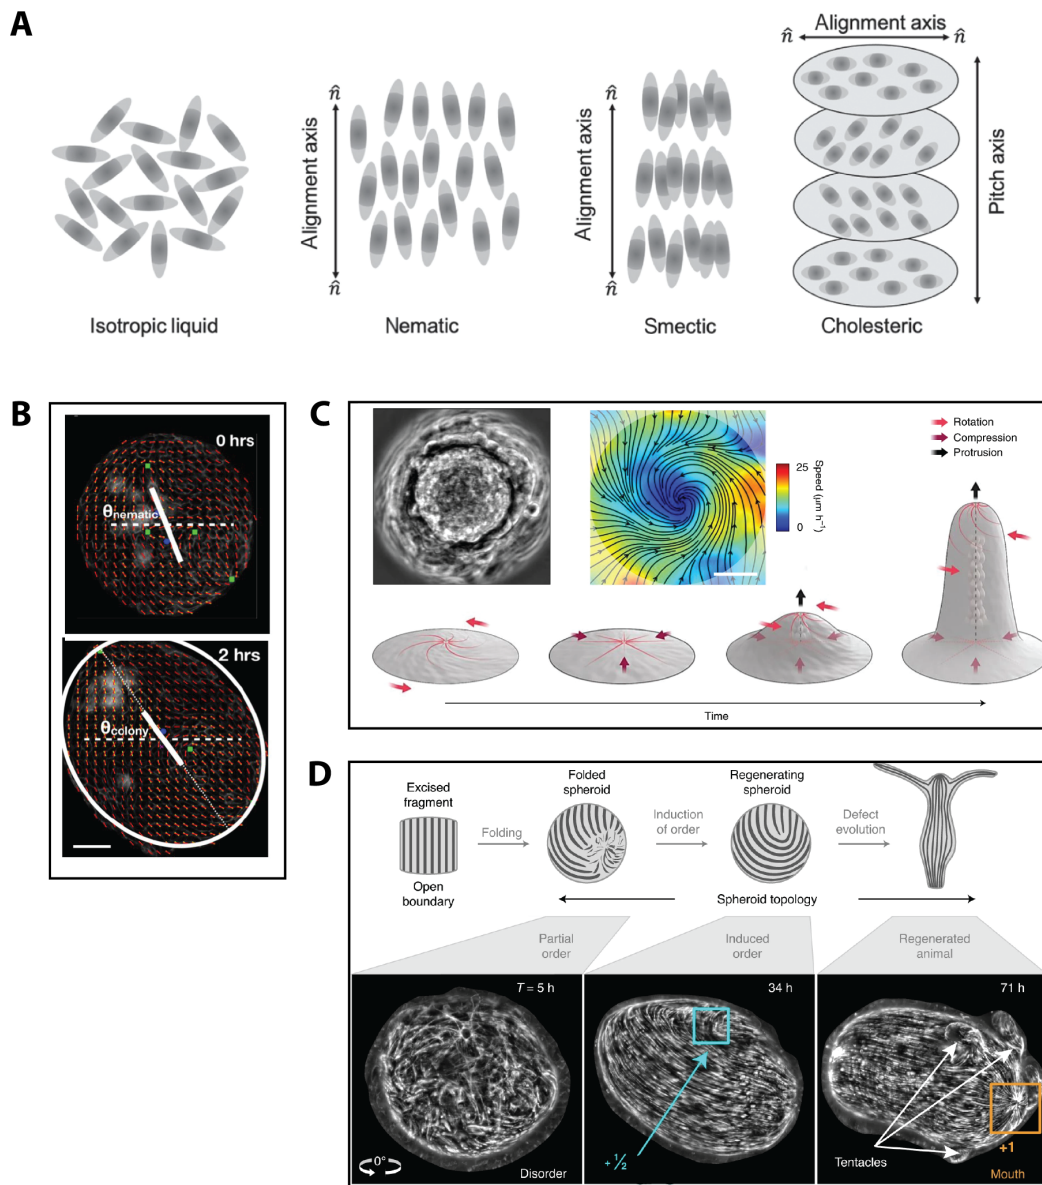 A
Alignment axis
n̂
n̂
n̂
Alignment axis
n̂
n̂
Alignment axis
n̂
Pitch axis
Isotropic liquid
Nematic
Smectic
Cholesteric
B
0 hrs
θnematic
2 hrs
θcolony
C
25
Speed (μm h⁻¹)
0
Rotation
Compression
Protrusion
Time
D
Excised
fragment
Open
boundary
Folding
Folded
spheroid
Induction
of order
Regenerating
spheroid
Defect
evolution
Spheroid topology
Partial
order
Induced
order
Regenerated
animal
T = 5 h
0°
Disorder
34 h
+ ½
71 h
Tentacles
+1
Mouth